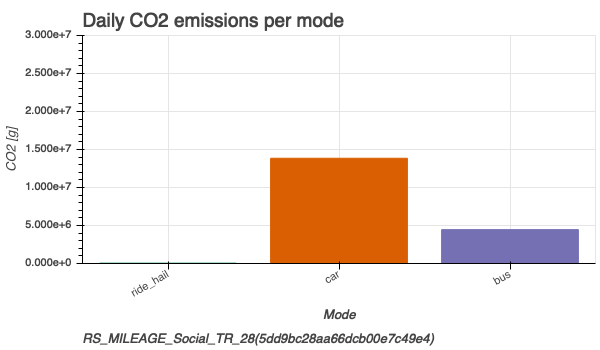 Daily CO2 emissions per mode
3.000e+7
2.500e+7
2.000e+7
1.500e+7
1.000e+7
5.000e+6
0.000e+0
CO2 [g]
ride_hail
car
bus
Mode
RS_MILEAGE_Social_TR_28(5dd9bc28aa66dcb00e7c49e4)